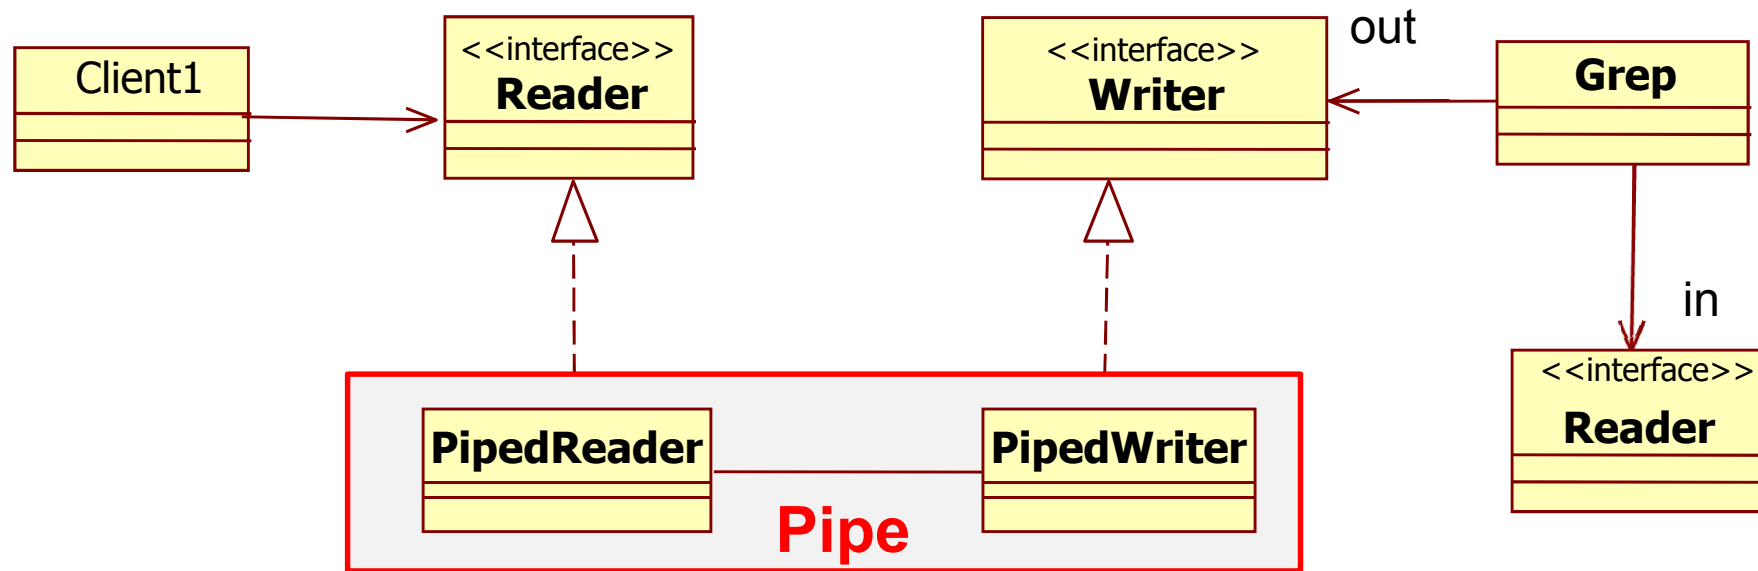 Client1
<<interface>>
Reader
<<interface>>
Writer
out
Grep
in
<<interface>>
Reader
PipedReader
PipedWriter
Pipe